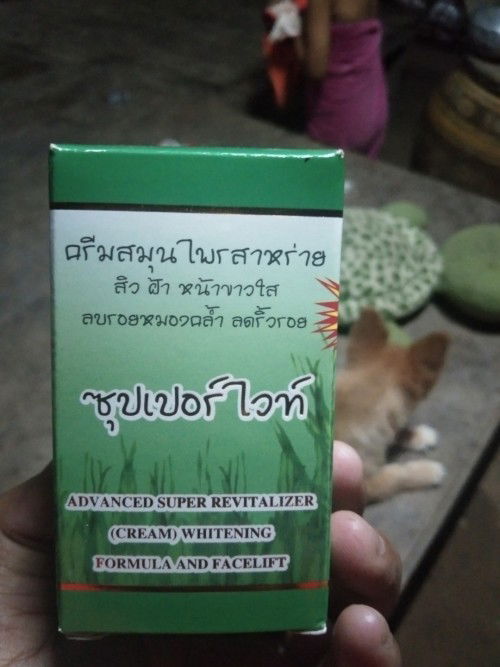 ครีมสมุนไพรสาหร่าย
สิว ฝ้า หน้าขาวใส
ลบรอยหมองคล้ำ ลดริ้วรอย
ซุปเปอร์ไวท์
ADVANCED SUPER REVITALIZER
(CREAM) WHITENING
FORMULA AND FACELIFT